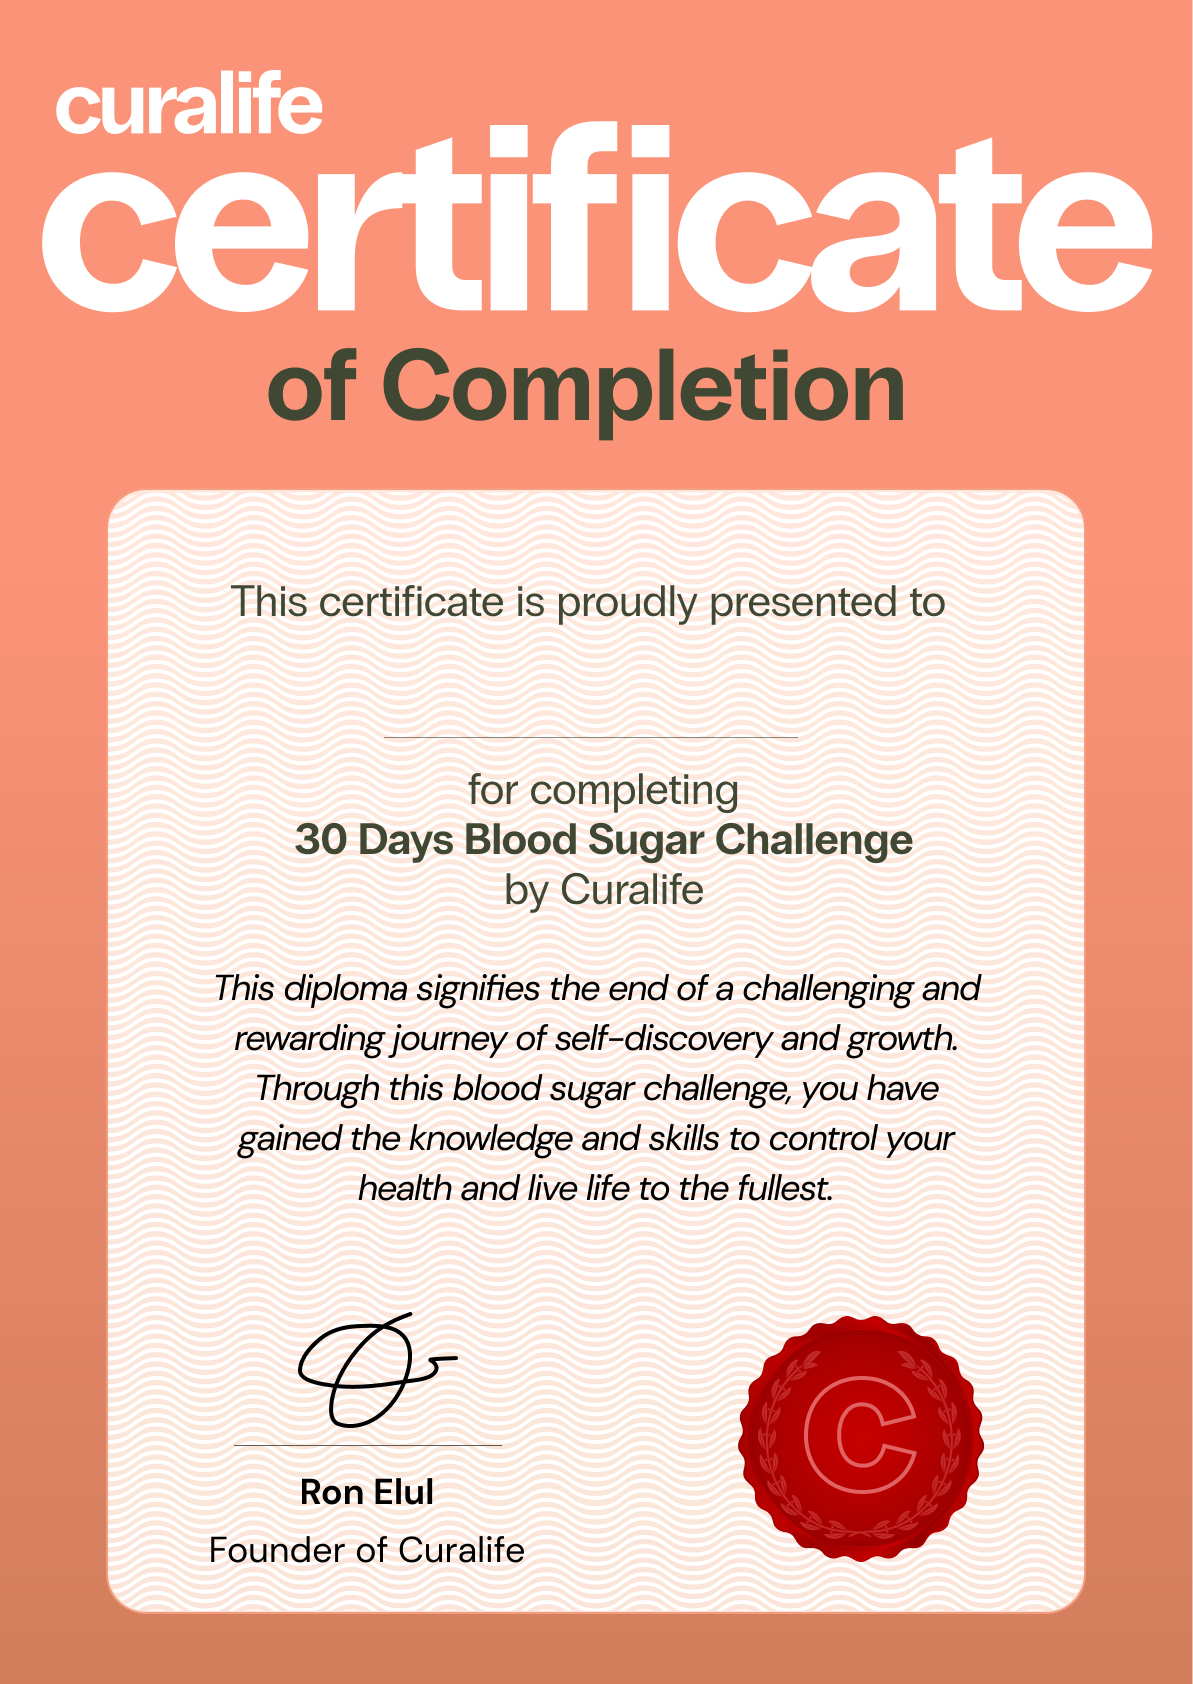 curalife
certificate
of Completion
This certificate is proudly presented to
for completing
30 Days Blood Sugar Challenge
by Curalife
This diploma signifies the end of a challenging and
rewarding journey of self-discovery and growth.
Through this blood sugar challenge, you have
gained the knowledge and skills to control your
health and live life to the fullest.
Ron Elul
Founder of Curalife
C